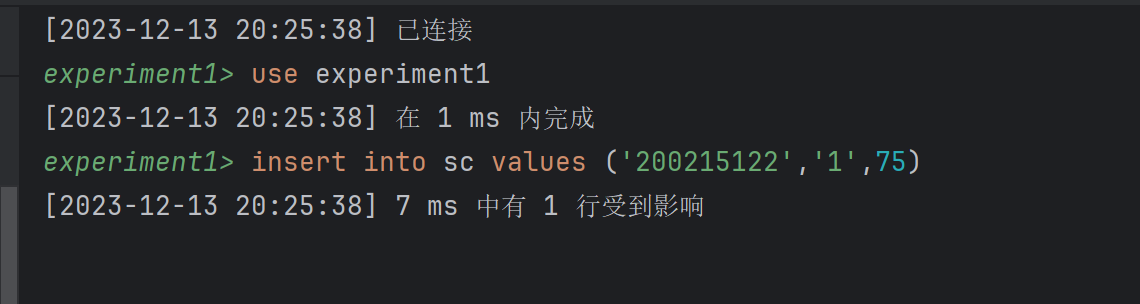 [2023-12-13 20:25:38] 已连接
experiment1> use experiment1
[2023-12-13 20:25:38] 在 1 ms 内完成
experiment1> insert into sc values ('200215122','1',75)
[2023-12-13 20:25:38] 7 ms 中有 1 行受到影响